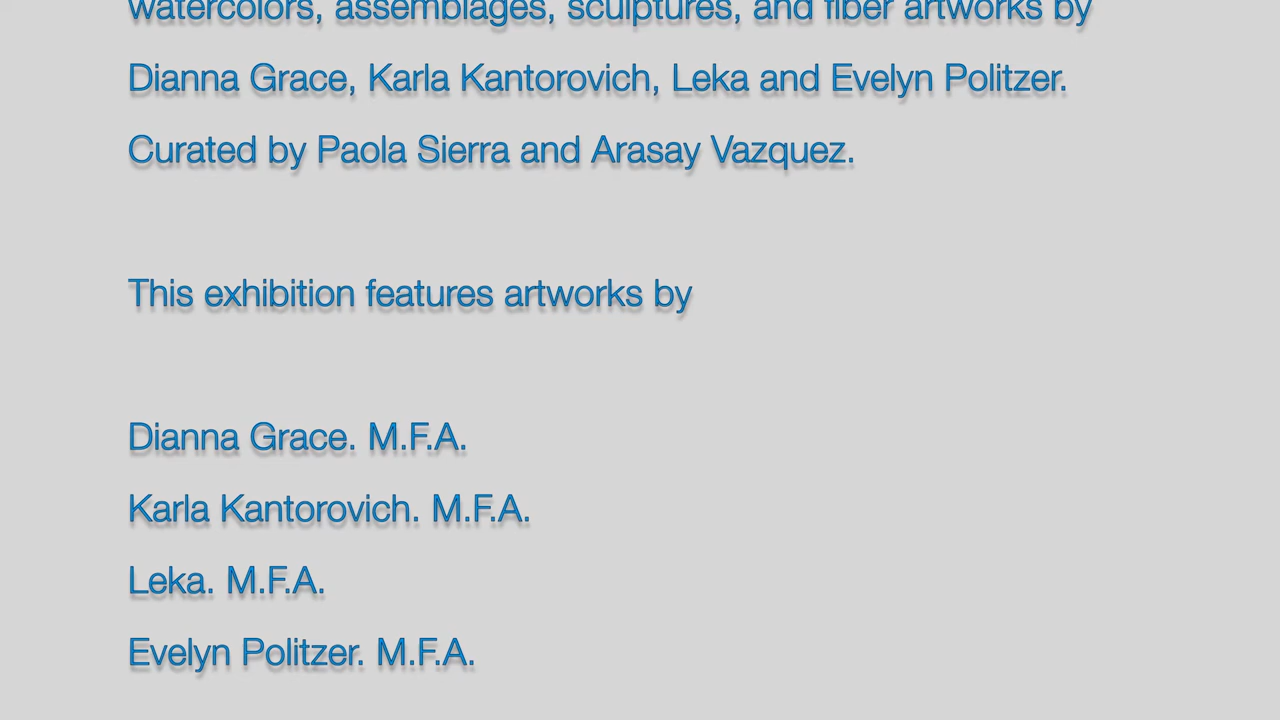 watercolors, assemblages, sculptures, and fiber artworks by
Dianna Grace, Karla Kantorovich, Leka and Evelyn Politzer.
Curated by Paola Sierra and Arasay Vazquez.
This exhibition features artworks by
Dianna Grace. M.F.A.
Karla Kantorovich. M.F.A.
Leka. M.F.A.
Evelyn Politzer. M.F.A.